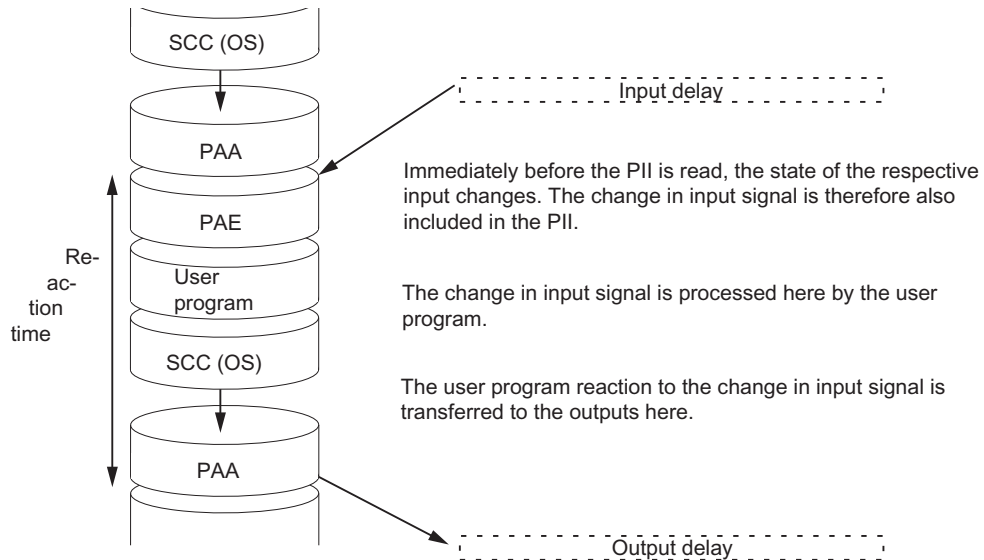 SCC (OS)
Input delay
PAA
Immediately before the PII is read, the state of the respective
input changes. The change in input signal is therefore also
included in the PII.
PAE
Re-
ac-
tion
time
User
program
The change in input signal is processed here by the user
program.
SCC (OS)
The user program reaction to the change in input signal is
transferred to the outputs here.
PAA
Output delay